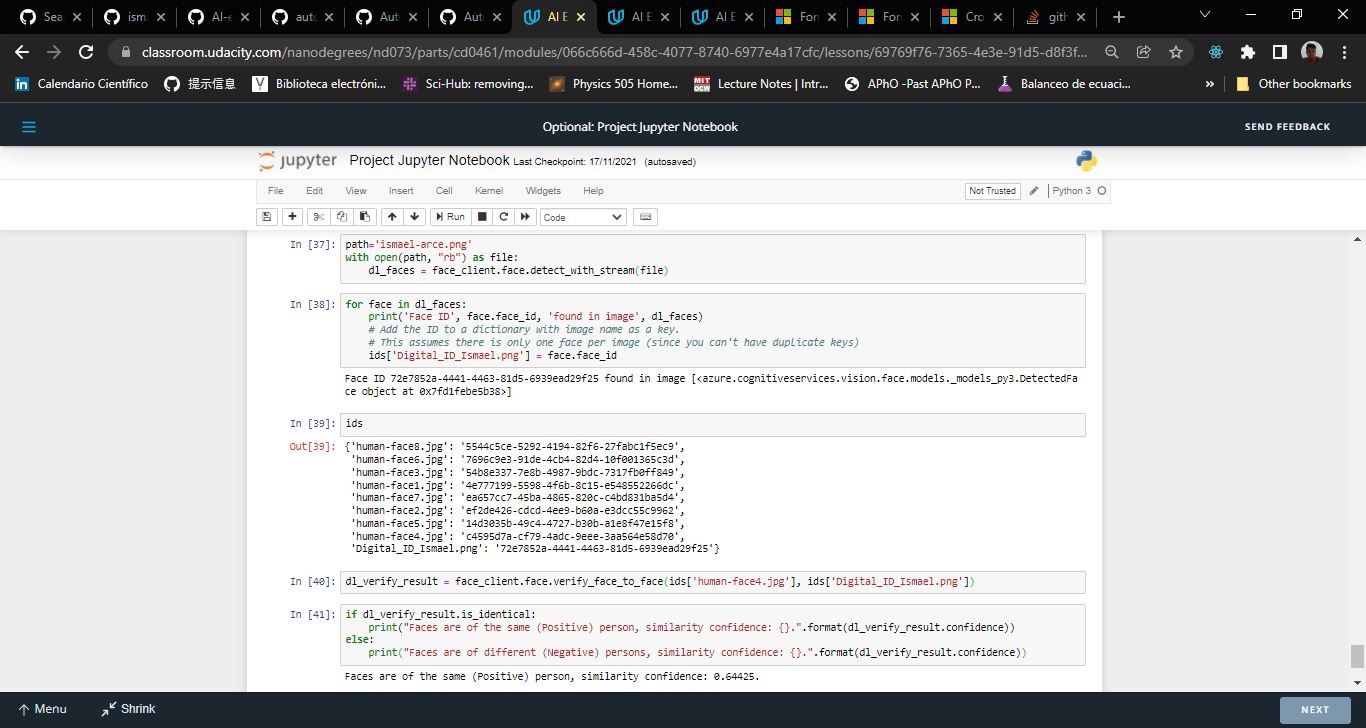 Sea
ism
AI-e
auto
Aut
Aut
AI E
AI E
AI E
For
For
Cro
gith
classroom.udacity.com/nanodegrees/nd073/parts/cd0461/modules/066c666d-458c-4077-8740-6977e4a17cfc/lessons/69769f76-7365-4e3e-91d5-d8f3f...
Calendario Científico
提示信息
Biblioteca electróni...
Sci-Hub: removing...
Physics 505 Home...
Lecture Notes | Intr...
APhO -Past APhO P...
Balanceo de ecuaci...
»
Other bookmarks
Optional: Project Jupyter Notebook
SEND FEEDBACK
jupyter Project Jupyter Notebook Last Checkpoint: 17/11/2021 (autosaved)
File Edit View Insert Cell Kernel Widgets Help
Not Trusted
Python 3
Run
Code
In [37]: path='ismael-arce.png'
with open(path, "rb") as file:
dl_faces = face_client.face.detect_with_stream(file)
In [38]: for face in dl_faces:
print('Face ID', face.face_id, 'found in image', dl_faces)
# Add the ID to a dictionary with image name as a key.
# This assumes there is only one face per image (since you can't have duplicate keys)
ids['Digital_ID_Ismael.png'] = face.face_id
Face ID 72e7852a-4441-4463-81d5-6939ead29f25 found in image [<azure.cognitiveservices.vision.face.models._models_py3.DetectedFa
ce object at 0x7fd1febe5b38>]
In [39]: ids
Out[39]: {'human-face8.jpg': '5544c5ce-5292-4194-82f6-27fabc1f5ec9',
'human-face6.jpg': '7696c9e3-91de-4cb4-82d4-10f001365c3d',
'human-face3.jpg': '54b8e337-7e8b-4987-9bdc-7317fb0ff849',
'human-face1.jpg': '4e777199-5598-4f6b-8c15-e548552266dc',
'human-face7.jpg': 'ea657cc7-45ba-4865-820c-c4bd831ba5d4',
'human-face2.jpg': 'ef2de426-cdcd-4ee9-b60a-e3dcc55c9962',
'human-face5.jpg': '14d3035b-49c4-4727-b30b-a1e8f47e15f8',
'human-face4.jpg': 'c4595d7a-cf79-4adc-9eee-3aa564e58d70',
'Digital_ID_Ismael.png': '72e7852a-4441-4463-81d5-6939ead29f25'}
In [40]: dl_verify_result = face_client.face.verify_face_to_face(ids['human-face4.jpg'], ids['Digital_ID_Ismael.png'])
In [41]: if dl_verify_result.is_identical:
print("Faces are of the same (Positive) person, similarity confidence: {}.".format(dl_verify_result.confidence))
else:
print("Faces are of different (Negative) persons, similarity confidence: {}.".format(dl_verify_result.confidence))
Faces are of the same (Positive) person, similarity confidence: 0.64425.
Menu
Shrink
NEXT